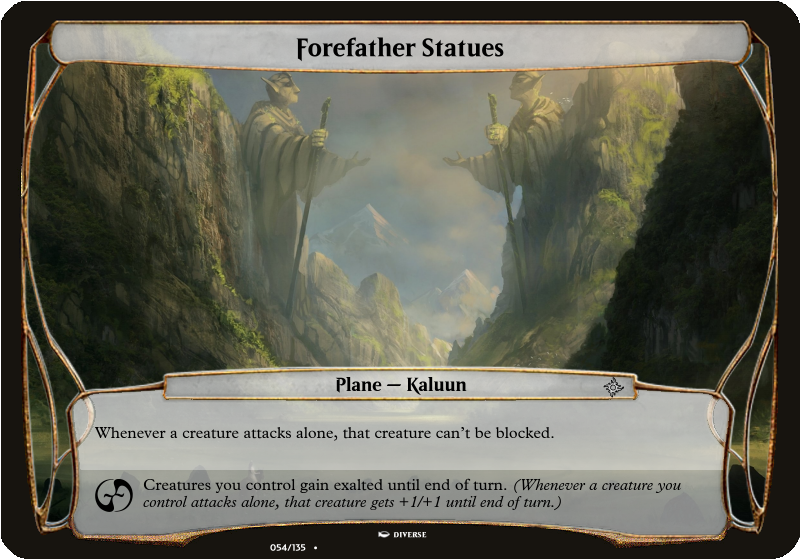 Forefather Statues
Plane — Kaluun
Whenever a creature attacks alone, that creature can't be blocked.
Creatures you control gain exalted until end of turn. (Whenever a creature you
control attacks alone, that creature gets +1/+1 until end of turn.)
DIVERSE
054/135 •